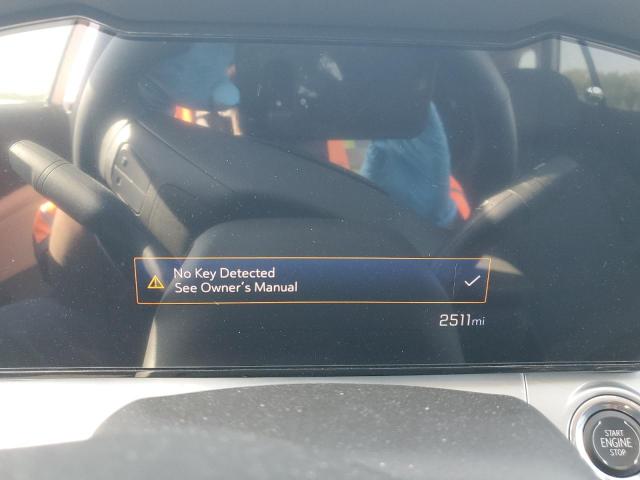 No Key Detected
See Owner's Manual
2511mi
START
ENGINE
STOP